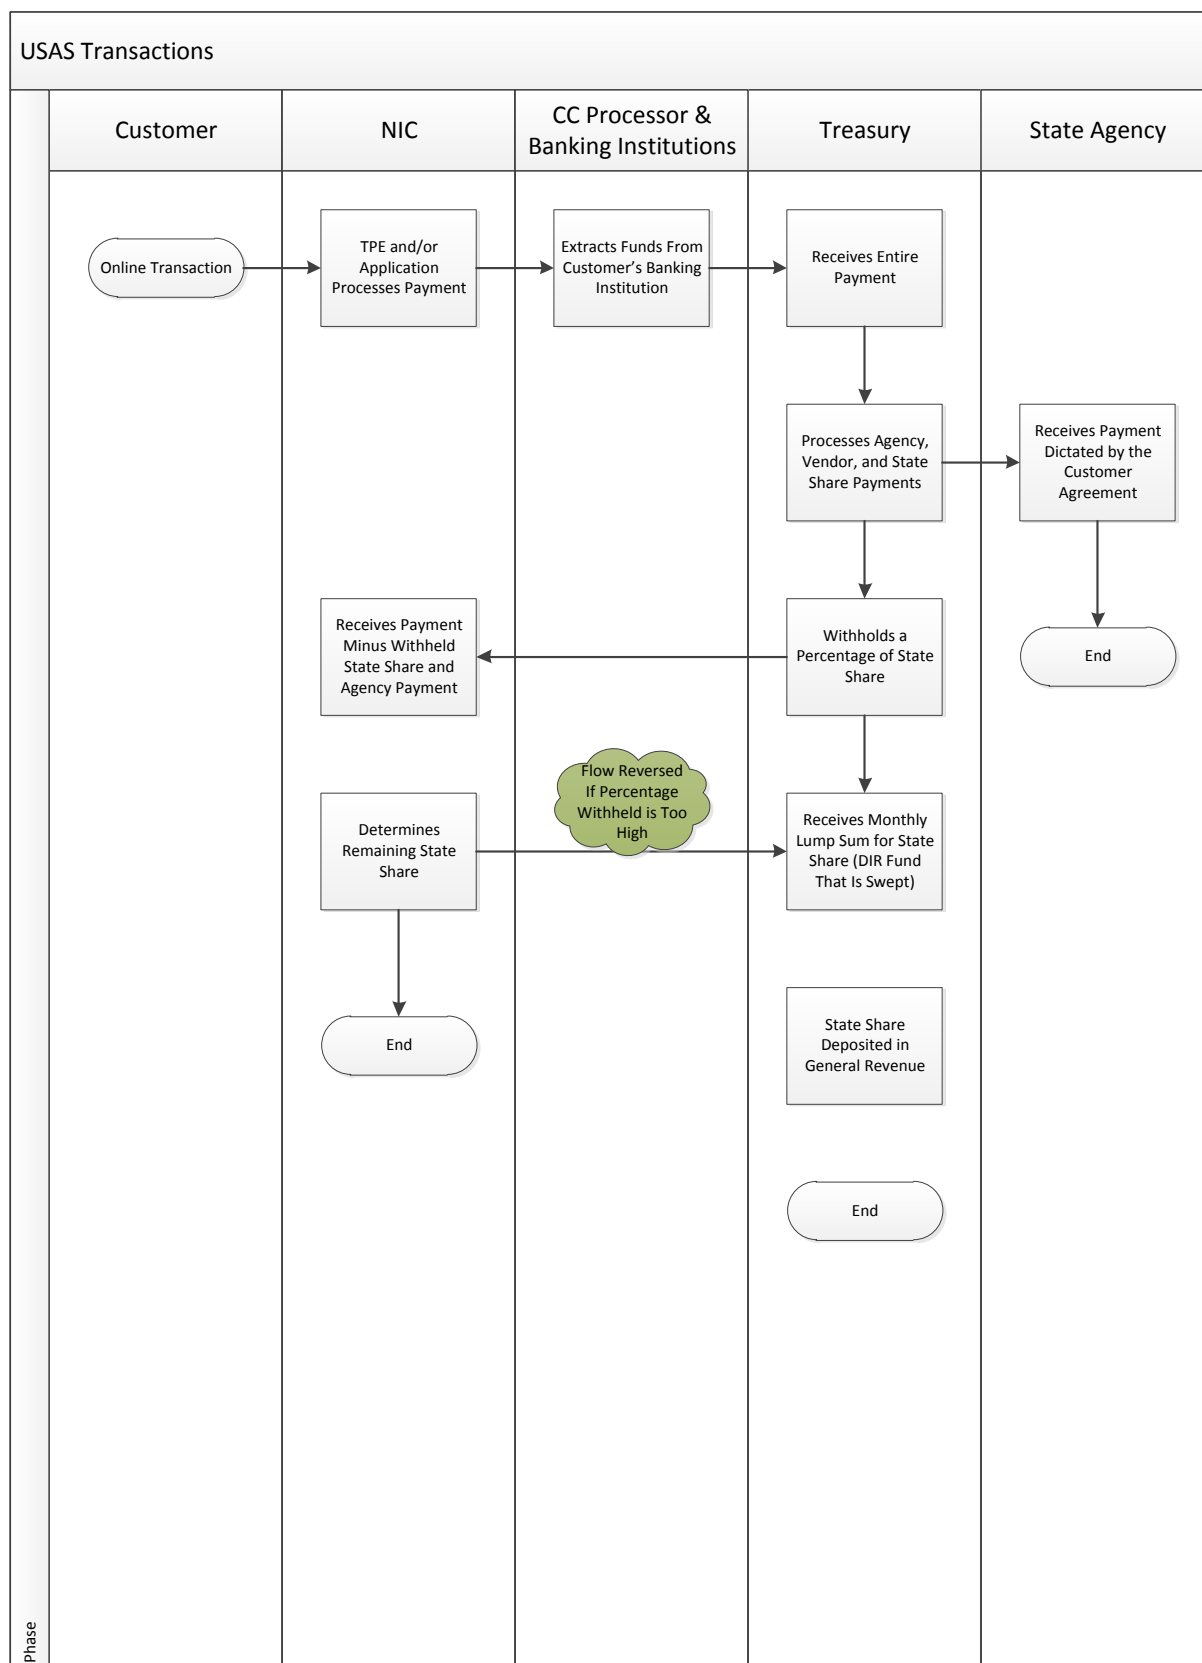 USAS Transactions
Customer
NIC
CC Processor &
Banking Institutions
Treasury
State Agency
Online Transaction
TPE and/or
Application
Processes Payment
Extracts Funds From
Customer's Banking
Institution
Receives Entire
Payment
Processes Agency,
Vendor, and State
Share Payments
Receives Payment
Dictated by the
Customer
Agreement
Receives Payment
Minus Withheld
State Share and
Agency Payment
Withholds a
Percentage of State
Share
End
Flow Reversed
If Percentage
Withheld is Too
High
Determines
Remaining State
Share
Receives Monthly
Lump Sum for State
Share (DIR Fund
That Is Swept)
End
State Share
Deposited in
General Revenue
End
Phase